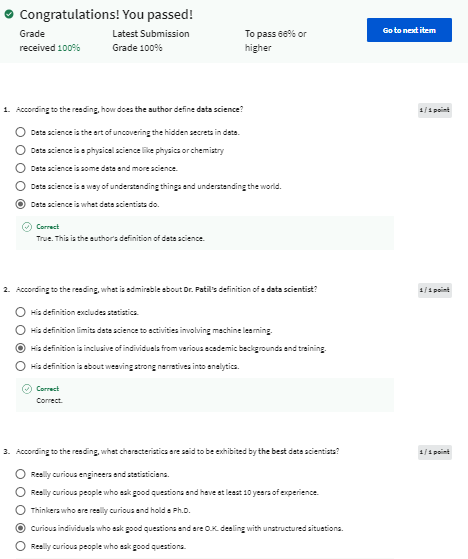 Congratulations! You passed!
Grade received 100%
Latest Submission Grade 100%
To pass 66% or higher
Go to next item
1. According to the reading, how does the author define data science?
1 / 1 point
Data science is the art of uncovering the hidden secrets in data.
Data science is a physical science like physics or chemistry
Data science is some data and more science.
Data science is a way of understanding things and understanding the world.
Data science is what data scientists do.
Correct
True. This is the author's definition of data science.
2. According to the reading, what is admirable about Dr. Patil's definition of a data scientist?
1 / 1 point
His definition excludes statistics.
His definition limits data science to activities involving machine learning.
His definition is inclusive of individuals from various academic backgrounds and training.
His definition is about weaving strong narratives into analytics.
Correct
Correct.
3. According to the reading, what characteristics are said to be exhibited by the best data scientists?
1 / 1 point
Really curious engineers and statisticians.
Really curious people who ask good questions and have at least 10 years of experience.
Thinkers who are really curious and hold a Ph.D.
Curious individuals who ask good questions and are O.K. dealing with unstructured situations.
Really curious people who ask good questions.